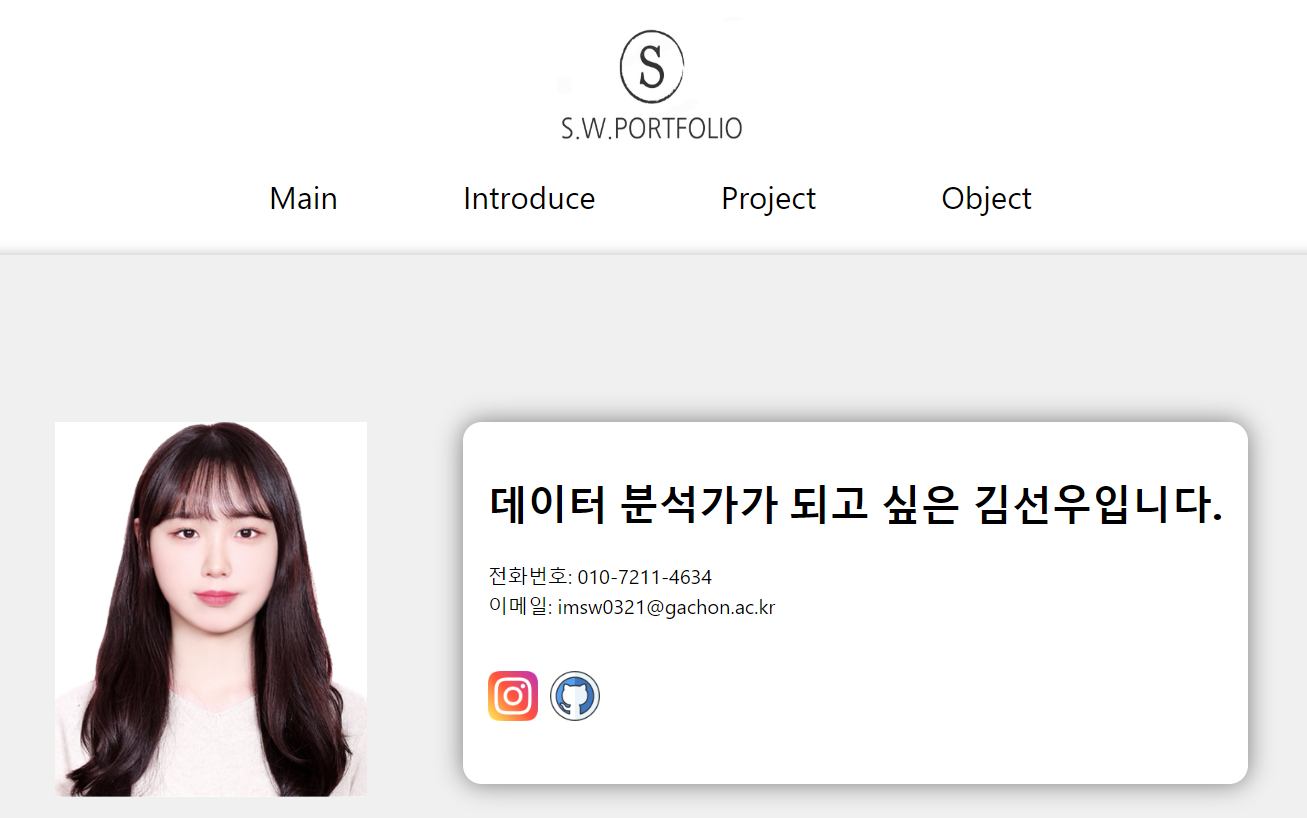 S
S.W.PORTFOLIO
Main Introduce Project Object
데이터 분석가가 되고 싶은 김선우입니다.
전화번호: 010-7211-4634
이메일: imsw0321@gachon.ac.kr